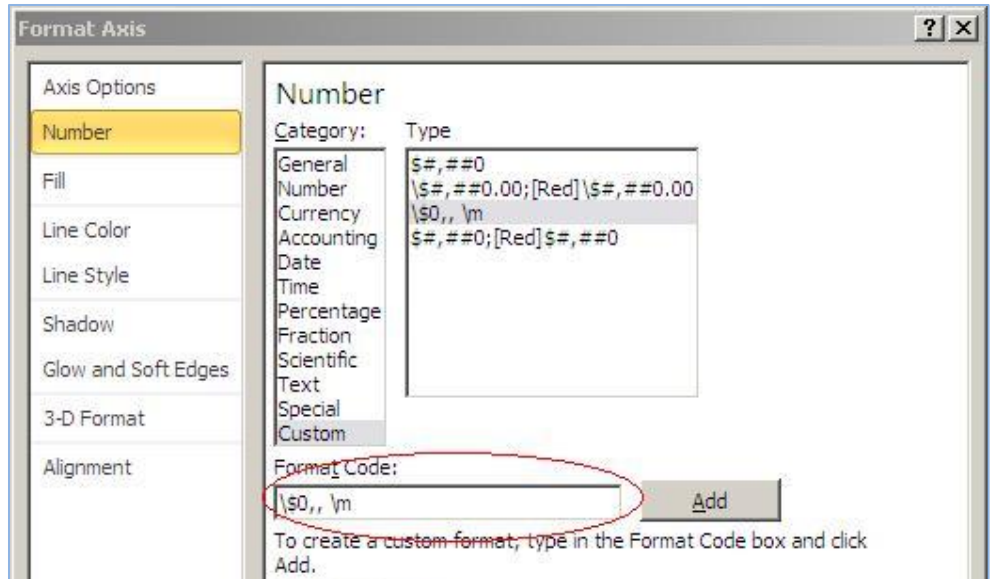 Format Axis
Axis Options
Number
Fill
Line Color
Line Style
Shadow
Glow and Soft Edges
3-D Format
Alignment
Number
Category:
General
Number
Currency
Accounting
Date
Time
Percentage
Fraction
Scientific
Text
Special
Custom
Type
$#,##0
\$#,##0.00;[Red]\$#,##0.00
\$0,, \m
$#,##0;[Red]$#,##0
Format Code:
\$0,, \m
Add
To create a custom format, type in the Format Code box and click
Add.